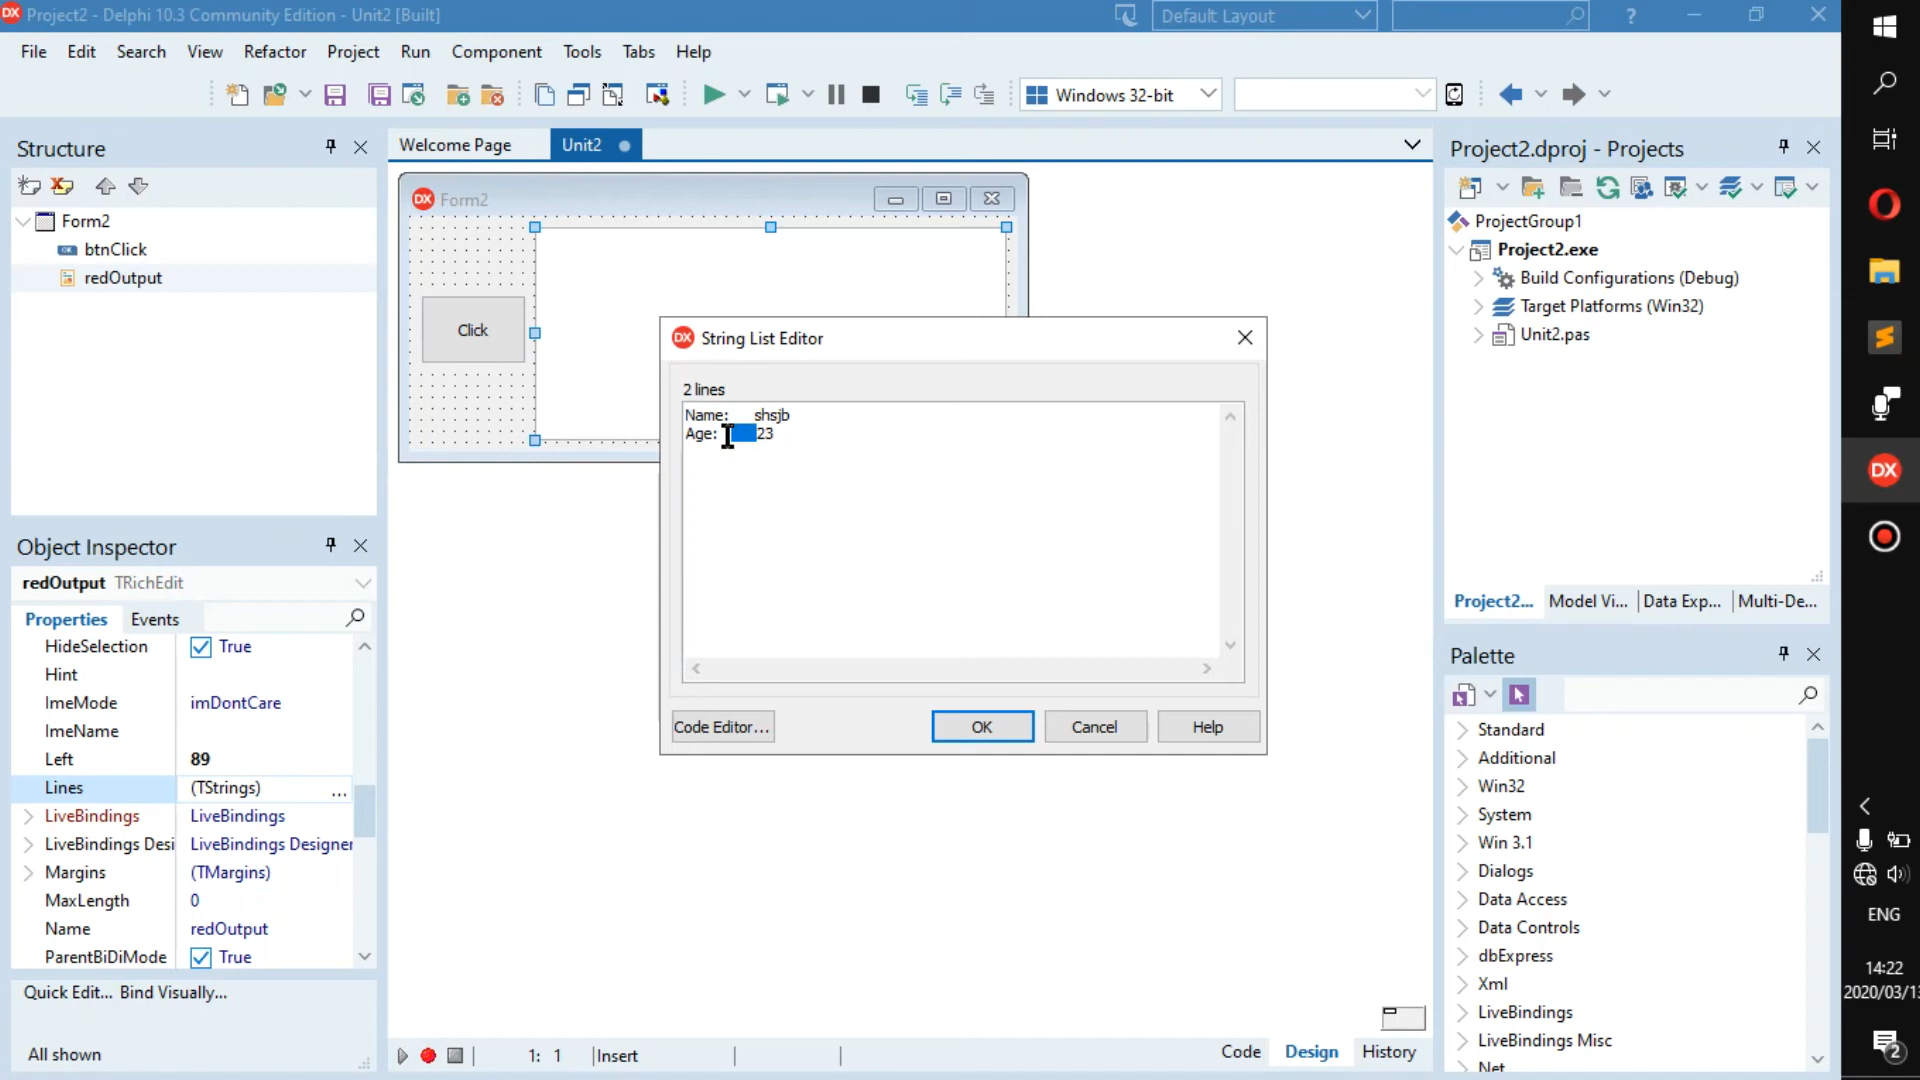 DX Project2 - Delphi 10.3 Community Edition - Unit2 [Built]
Default Layout
?
File Edit Search View Refactor Project Run Component Tools Tabs Help
Windows 32-bit
Structure
Form2
btnClick
redOutput
Welcome Page
Unit2
DX Form2
Click
DX String List Editor
2 lines
Name: shsjb
Age: 23
Code Editor...
OK
Cancel
Help
Object Inspector
redOutput TRichEdit
Properties
Events
HideSelection True
Hint
ImeMode imDontCare
ImeName
Left 89
Lines (TStrings) ...
LiveBindings LiveBindings
LiveBindings Desi LiveBindings Designer
Margins (TMargins)
MaxLength 0
Name redOutput
ParentBiDiMode True
Quick Edit... Bind Visually...
All shown
1: 1
Insert
Code
Design
History
Project2.dproj - Projects
ProjectGroup1
Project2.exe
Build Configurations (Debug)
Target Platforms (Win32)
Unit2.pas
Project2...
Model Vi...
Data Exp...
Multi-De...
Palette
Standard
Additional
Win32
System
Win 3.1
Dialogs
Data Access
Data Controls
dbExpress
Xml
LiveBindings
LiveBindings Misc
Net
DX
ENG
14:22
2020/03/13
2